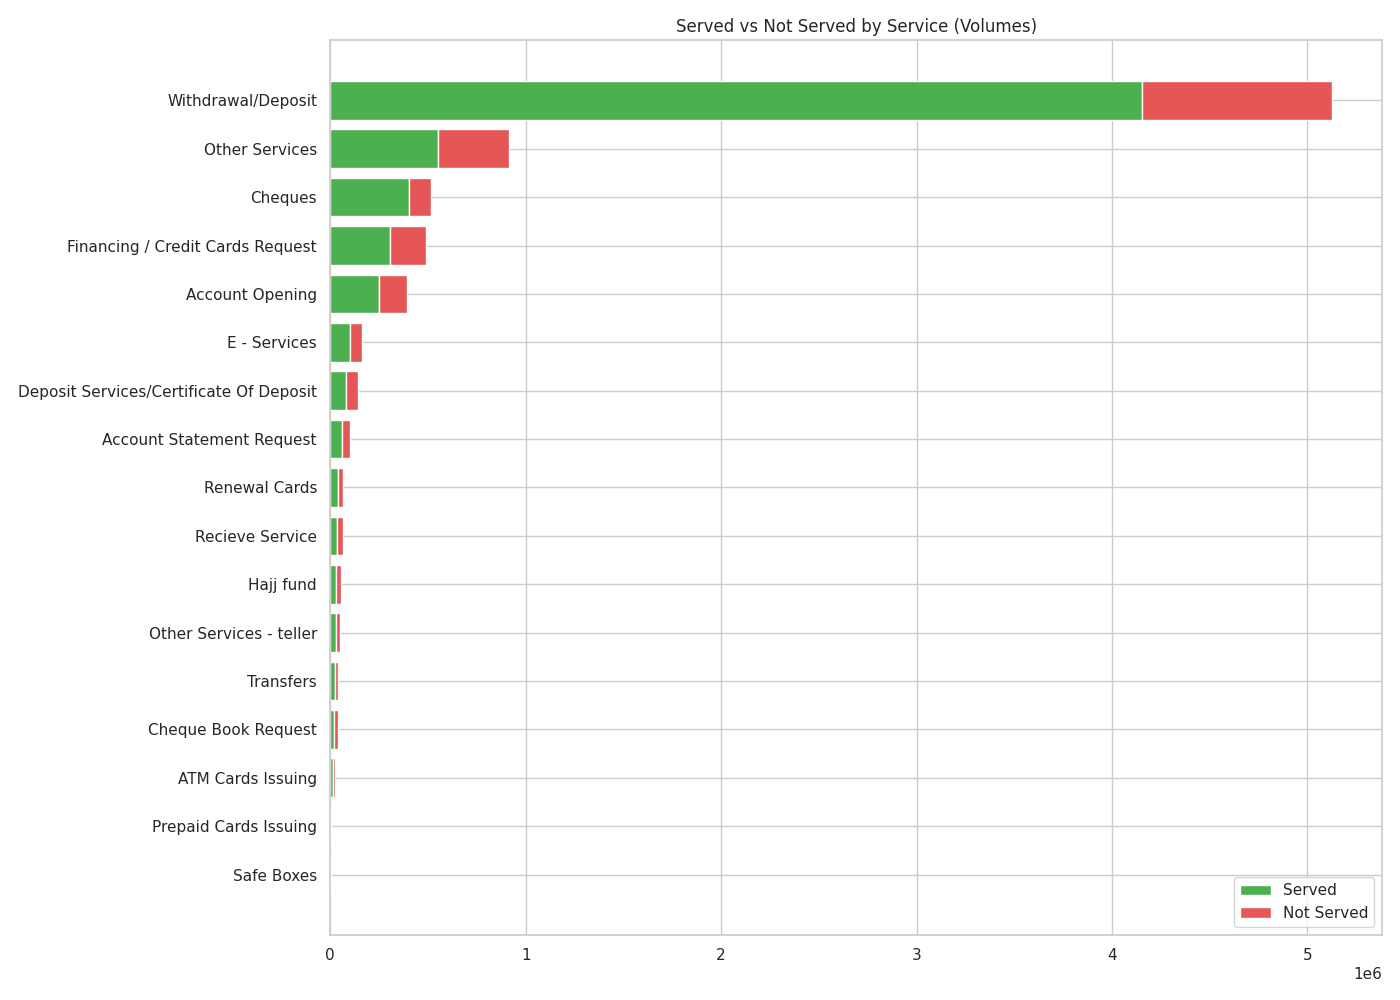 Served vs Not Served by Service (Volumes)
Withdrawal/Deposit
Other Services
Cheques
Financing / Credit Cards Request
Account Opening
E - Services
Deposit Services/Certificate Of Deposit
Account Statement Request
Renewal Cards
Recieve Service
Hajj fund
Other Services - teller
Transfers
Cheque Book Request
ATM Cards Issuing
Prepaid Cards Issuing
Safe Boxes
Served
Not Served
0 1 2 3 4 5
1e6